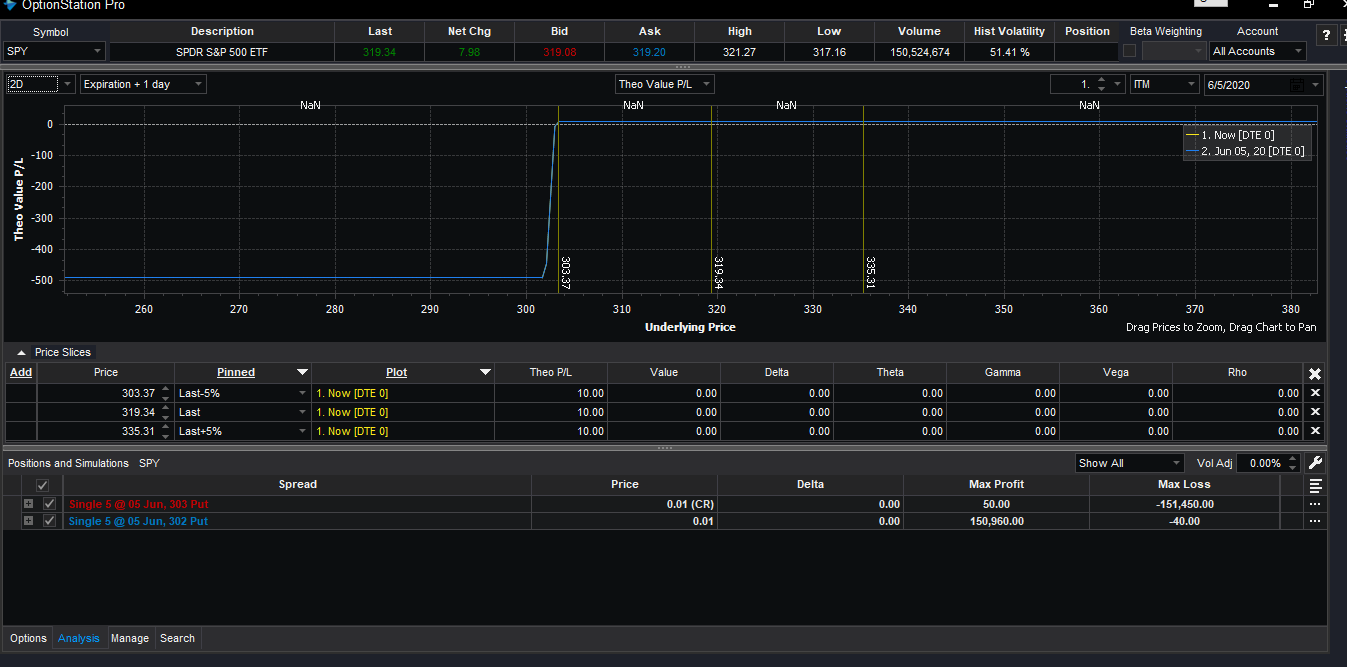 OptionStation Pro
Symbol Description Last Net Chg Bid Ask High Low Volume Hist Volatility Position Beta Weighting Account
SPY SPDR S&P 500 ETF 319.34 7.98 319.08 319.20 321.27 317.16 150,524,674 51.41 % All Accounts
?
2D Expiration + 1 day Theo Value P/L 1. ITM 6/5/2020
NaN NaN NaN NaN
1. Now [DTE 0]
2. Jun 05, 20 [DTE 0]
Theo Value P/L
0
-100
-200
-300
-400
-500
303.37 319.34 335.31
260 270 280 290 300 310 320 330 340 350 360 370 380
Underlying Price
Drag Prices to Zoom, Drag Chart to Pan
Price Slices
Add Price Pinned Plot Theo P/L Value Delta Theta Gamma Vega Rho
303.37 Last-5% 1. Now [DTE 0] 10.00 0.00 0.00 0.00 0.00 0.00 0.00
319.34 Last 1. Now [DTE 0] 10.00 0.00 0.00 0.00 0.00 0.00 0.00
335.31 Last+5% 1. Now [DTE 0] 10.00 0.00 0.00 0.00 0.00 0.00 0.00
Positions and Simulations SPY Show All Vol Adj 0.00%
Spread Price Delta Max Profit Max Loss
Single 5 @ 05 Jun, 303 Put 0.01 (CR) 0.00 50.00 -151,450.00
Single 5 @ 05 Jun, 302 Put 0.01 0.00 150,960.00 -40.00
Options Analysis Manage Search